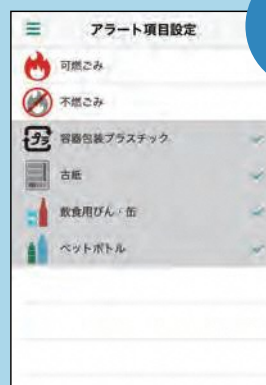 アラート項目設定
可燃ごみ
不燃ごみ
プラ 容器包装プラスチック
古紙
飲食用びん・缶
ペットボトル